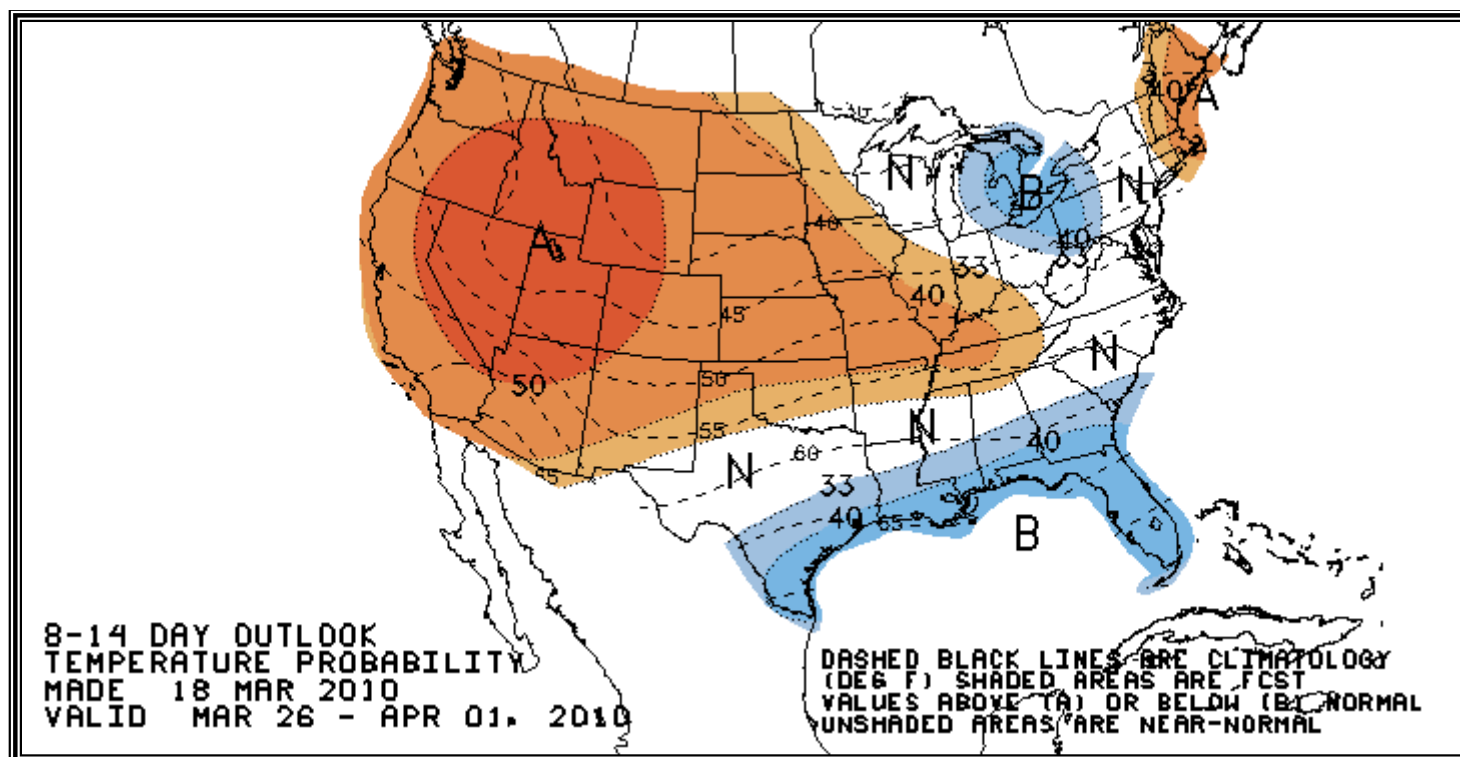 30
40
A
N
B
N
40
33
33
40
A
40
45
N
50
50
55
N
60
40
N
33
55
40
65
B
8-14 DAY OUTLOOK
TEMPERATURE PROBABILITY
MADE 18 MAR 2010
VALID MAR 26 - APR 01, 2010
DASHED BLACK LINES ARE CLIMATOLOGY
(DEG F) SHADED AREAS ARE FCST
VALUES ABOVE (A) OR BELOW (B) NORMAL
UNSHADED AREAS ARE NEAR-NORMAL